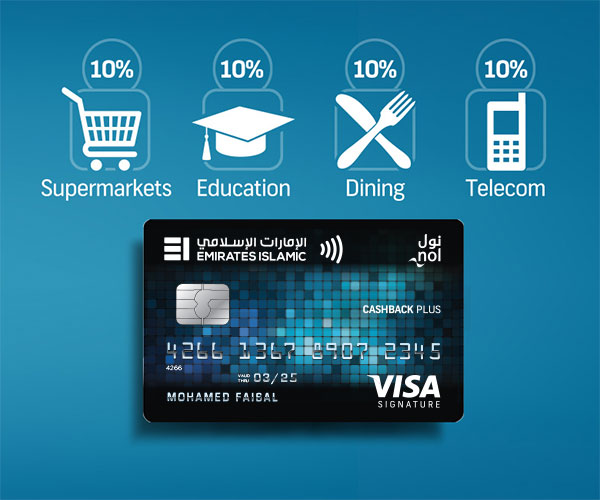 10% 10% 10% 10%
Supermarkets Education Dining Telecom
الإمارات الإسلامي
EMIRATES ISLAMIC
نول
nol
CASHBACK PLUS
4266 1367 8907 2345
4266
VALID THRU 03/25
MOHAMED FAISAL
VISA
SIGNATURE